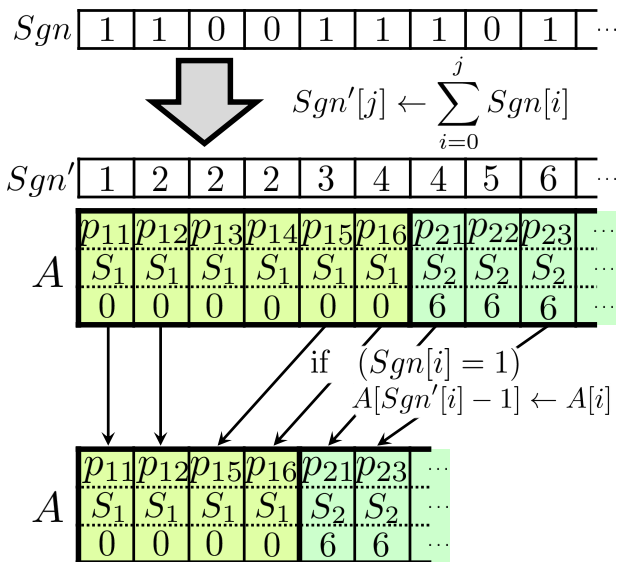 Sgn 1 1 0 0 1 1 1 0 1 ...
Sgn'[j] ← ∑_{i=0}^{j} Sgn[i]
Sgn' 1 2 2 2 3 4 4 5 6 ...
p₁₁ p₁₂ p₁₃ p₁₄ p₁₅ p₁₆ p₂₁ p₂₂ p₂₃ ...
A S₁ S₁ S₁ S₁ S₁ S₁ S₂ S₂ S₂ ...
0 0 0 0 0 0 6 6 6 ...
if (Sgn[i] = 1)
A[Sgn'[i] − 1] ← A[i]
p₁₁ p₁₂ p₁₅ p₁₆ p₂₁ p₂₃ ...
A S₁ S₁ S₁ S₁ S₂ S₂ ...
0 0 0 0 6 6 ...